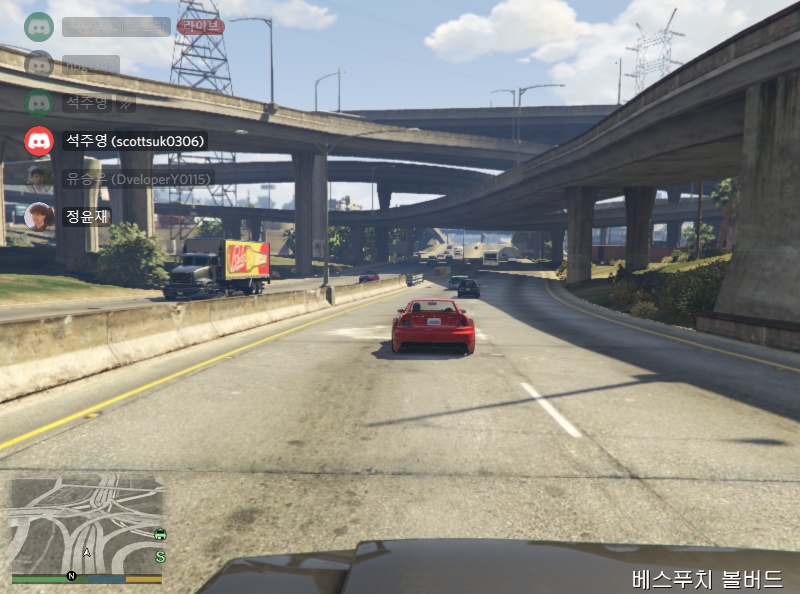 라이브
석주영
석주영 (scottsuk0306)
유승우 (DveloperY0115)
정윤재
N
S
베스푸치 볼버드